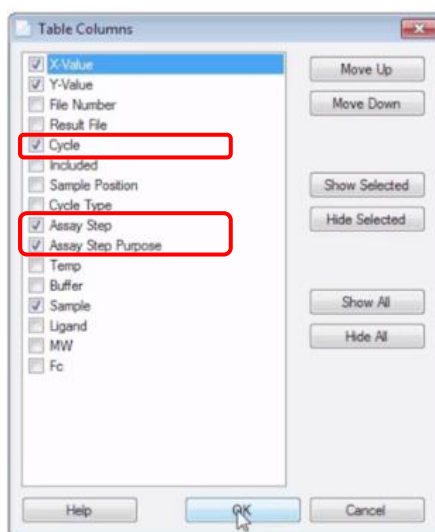 Table Columns
X-Value
Y-Value
File Number
Result File
Cycle
Included
Sample Position
Cycle Type
Assay Step
Assay Step Purpose
Temp
Buffer
Sample
Ligand
MW
Fc
Move Up
Move Down
Show Selected
Hide Selected
Show All
Hide All
Help
OK
Cancel